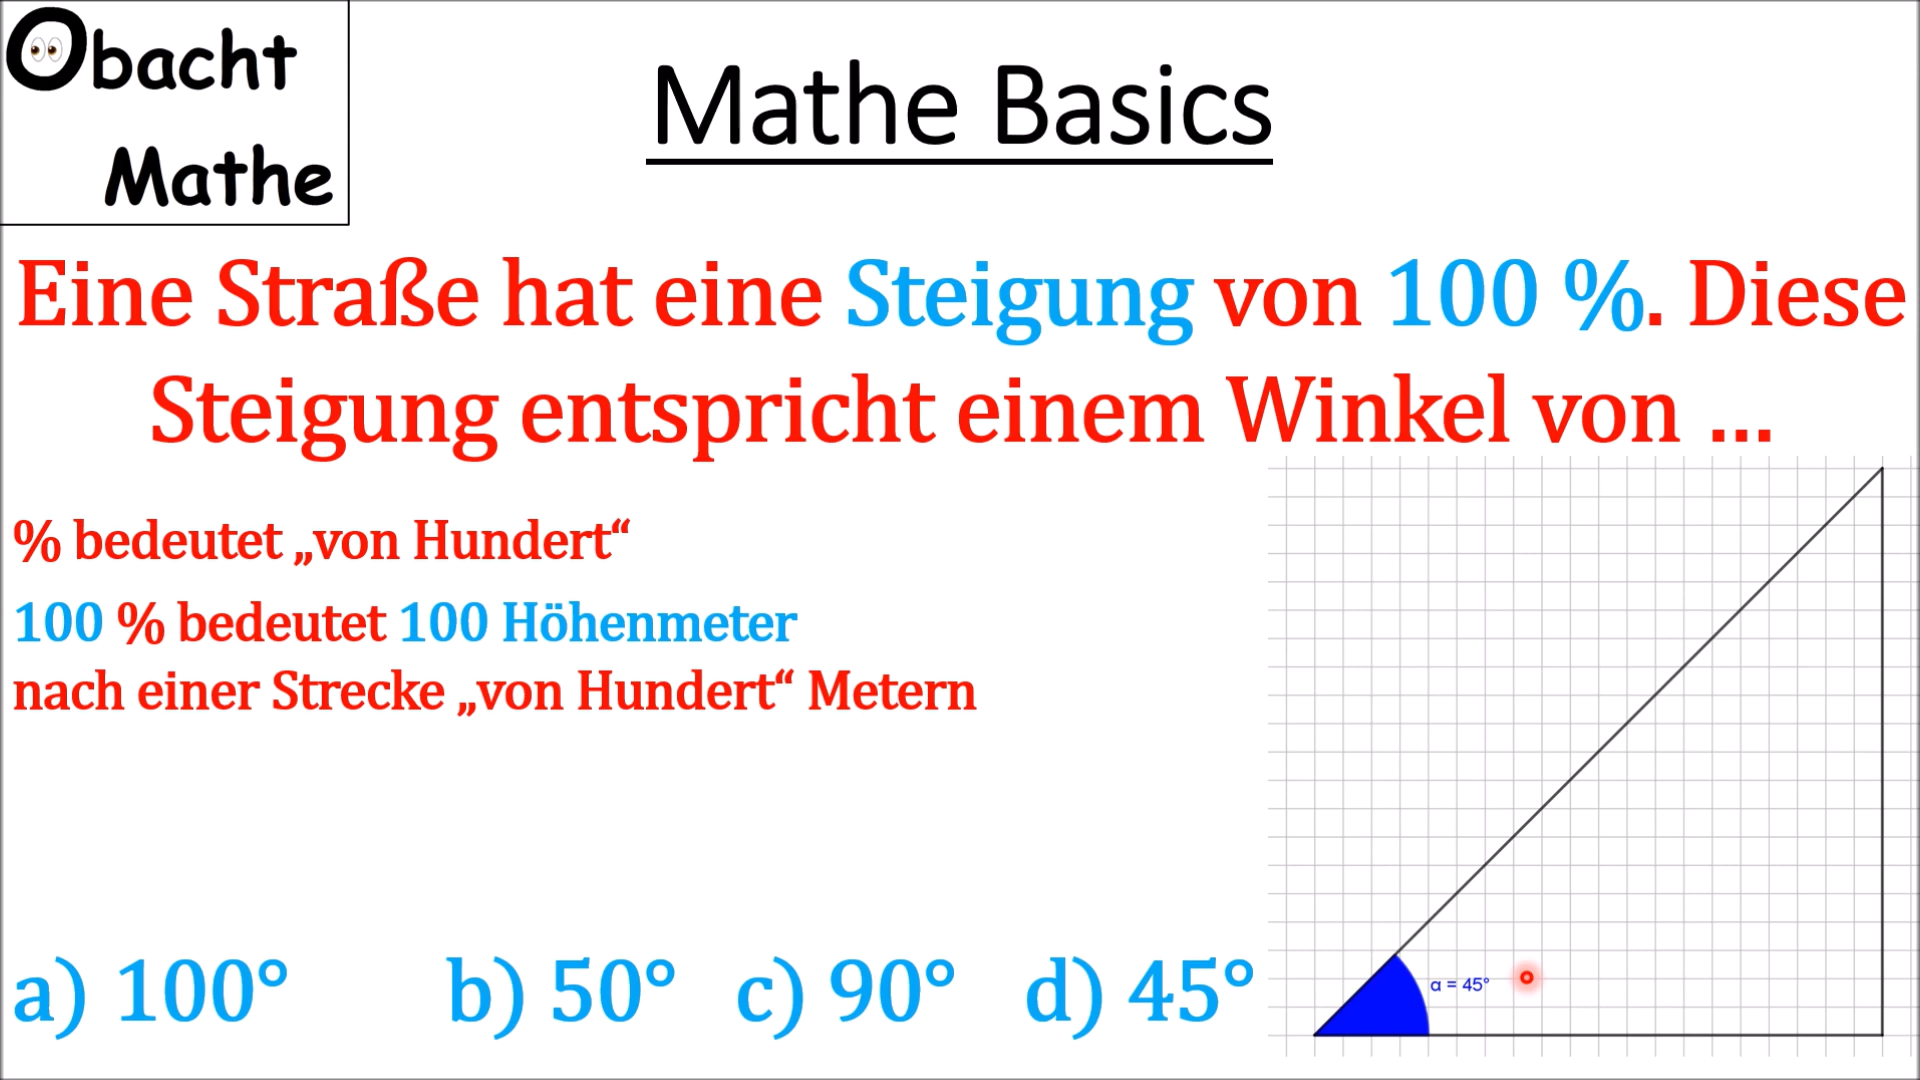 Obacht
Mathe
Mathe Basics
Eine Straße hat eine Steigung von 100 %. Diese
Steigung entspricht einem Winkel von ...
% bedeutet „von Hundert“
100 % bedeutet 100 Höhenmeter
nach einer Strecke „von Hundert“ Metern
a) 100° b) 50° c) 90° d) 45°
α = 45°